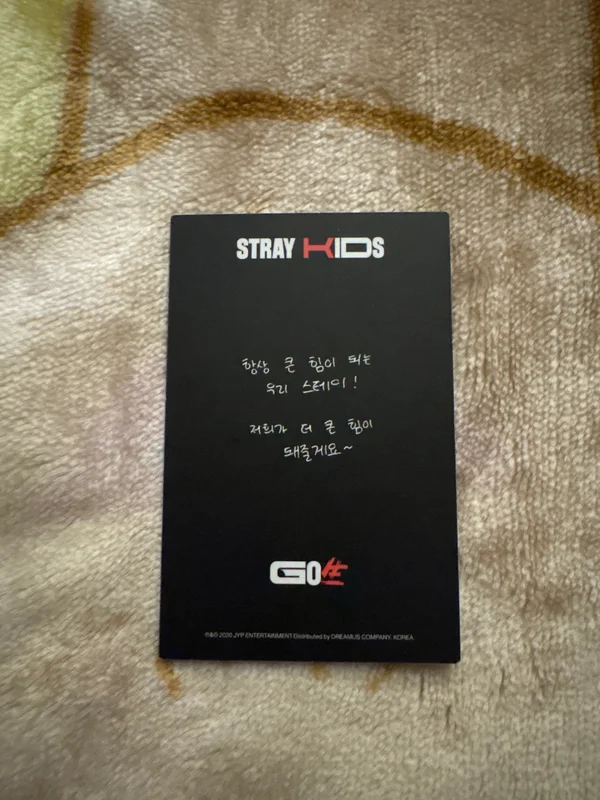 STRAY KIDS
항상 큰 힘이 되는
우리 스테이!
저희가 더 큰 힘이
돼줄게요~
GO生
℗&© 2020 JYP ENTERTAINMENT Distributed by DREAMUS COMPANY. KOREA.